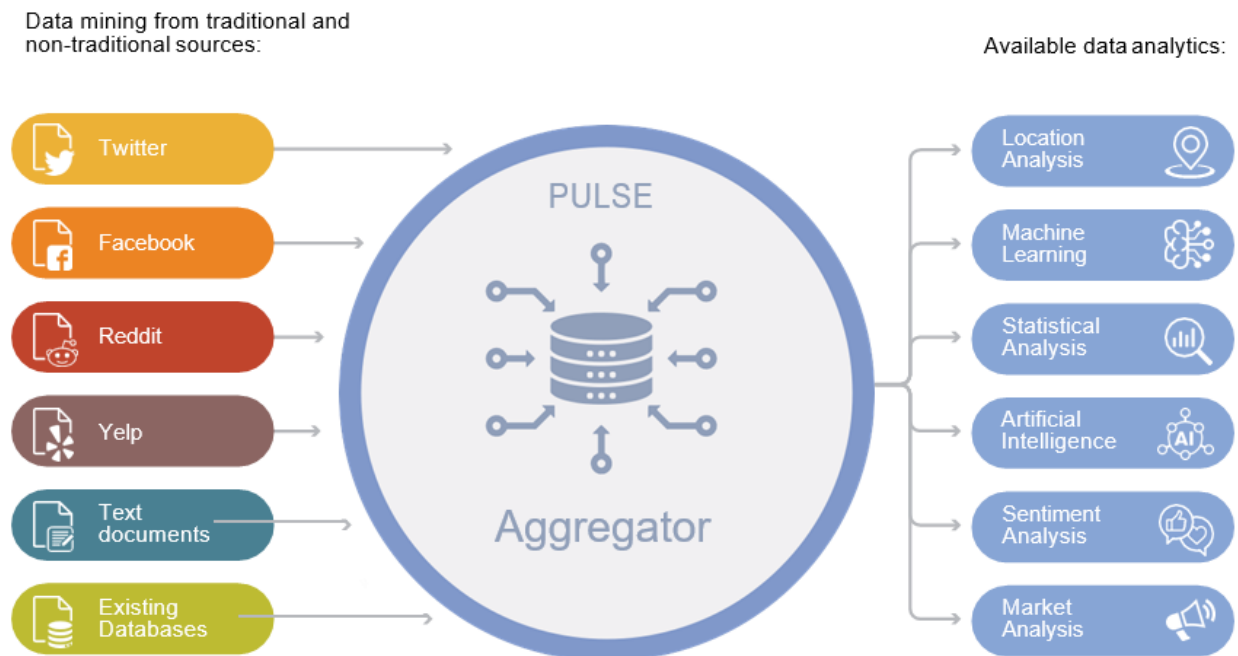 Data mining from traditional and
non-traditional sources:
Available data analytics:
Twitter
Facebook
Reddit
Yelp
Text
documents
Existing
Databases
PULSE
Aggregator
Location
Analysis
Machine
Learning
Statistical
Analysis
Artificial
Intelligence
AI
Sentiment
Analysis
Market
Analysis